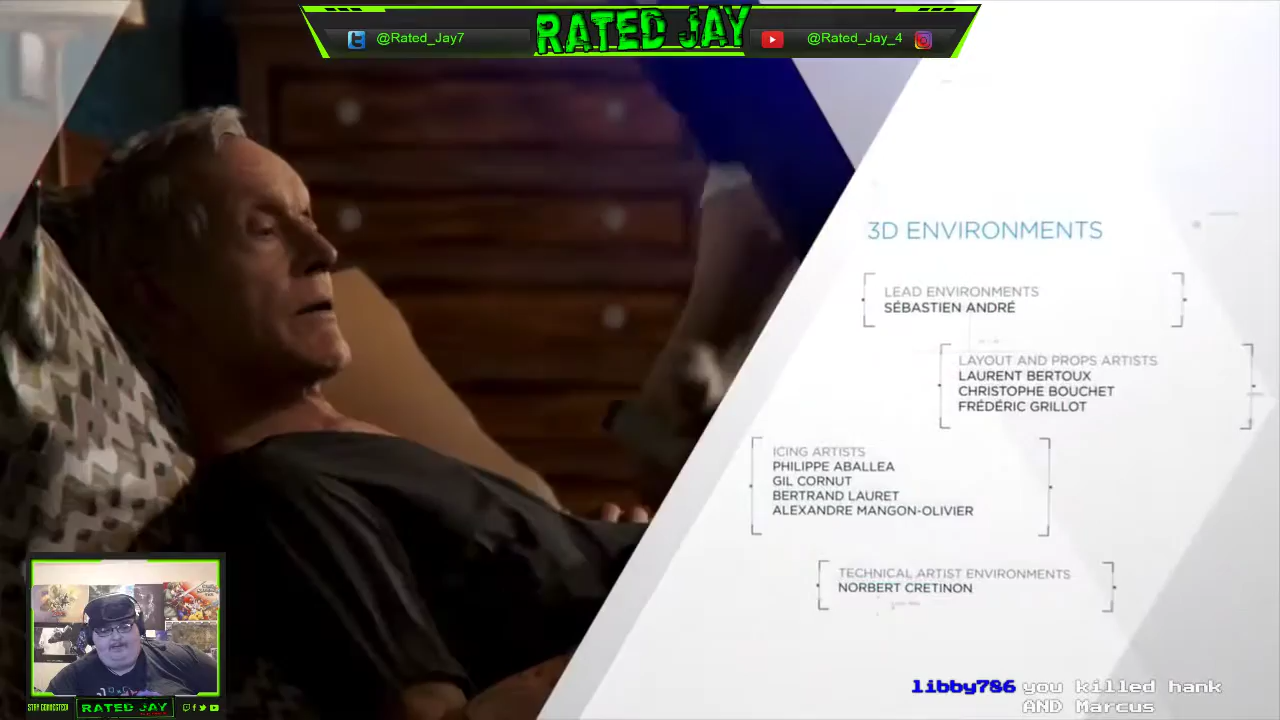 @Rated_Jay7
RATED JAY
@Rated_Jay_4
3D ENVIRONMENTS
LEAD ENVIRONMENTS
SÉBASTIEN ANDRÉ
LAYOUT AND PROPS ARTISTS
LAURENT BERTOUX
CHRISTOPHE BOUCHET
FRÉDÉRIC GRILLOT
ICING ARTISTS
PHILIPPE ABALLEA
GIL CORNUT
BERTRAND LAURET
ALEXANDRE MANGON-OLIVIER
TECHNICAL ARTIST ENVIRONMENTS
NORBERT CRETINON
libby786 you killed hank
AND Marcus
RATED JAY